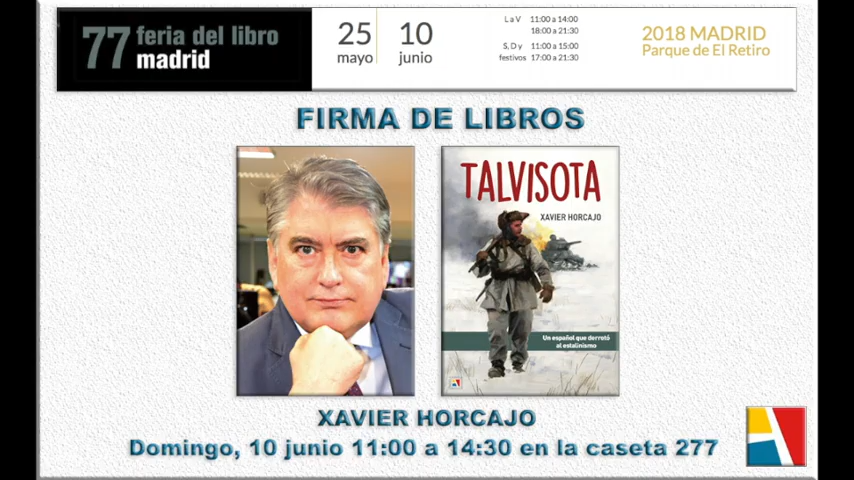 77 feria del libro
madrid
25 mayo
10 junio
L a V 11:00 a 14:00
18:00 a 21:30
S, D y festivos 11:00 a 15:00
17:00 a 21:30
2018 MADRID
Parque de El Retiro
FIRMA DE LIBROS
TALVISOTA
XAVIER HORCAJO
Un español que derrotó
al estalinismo
XAVIER HORCAJO
Domingo, 10 junio 11:00 a 14:30 en la caseta 277